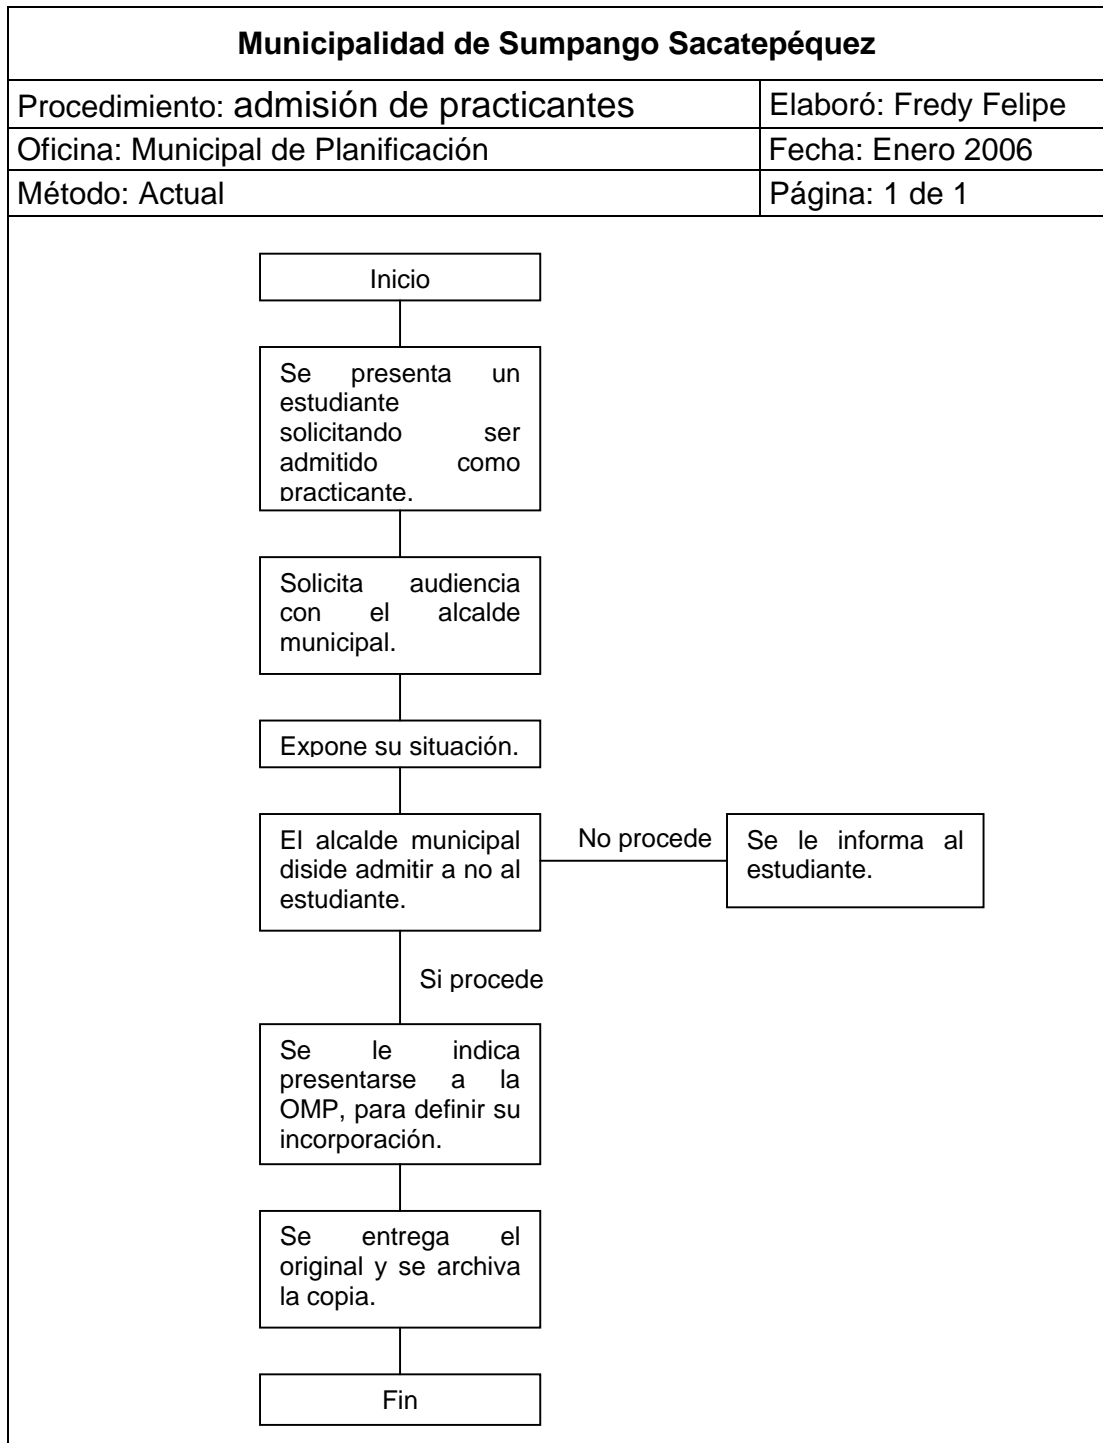 Municipalidad de Sumpango Sacatepéquez
Procedimiento: admisión de practicantes
Elaboró: Fredy Felipe
Oficina: Municipal de Planificación
Fecha: Enero 2006
Método: Actual
Página: 1 de 1
Inicio
Se presenta un
estudiante
solicitando ser
admitido como
practicante.
Solicita audiencia
con el alcalde
municipal.
Expone su situación.
El alcalde municipal
diside admitir a no al
estudiante.
No procede
Se le informa al
estudiante.
Si procede
Se le indica
presentarse a la
OMP, para definir su
incorporación.
Se entrega el
original y se archiva
la copia.
Fin